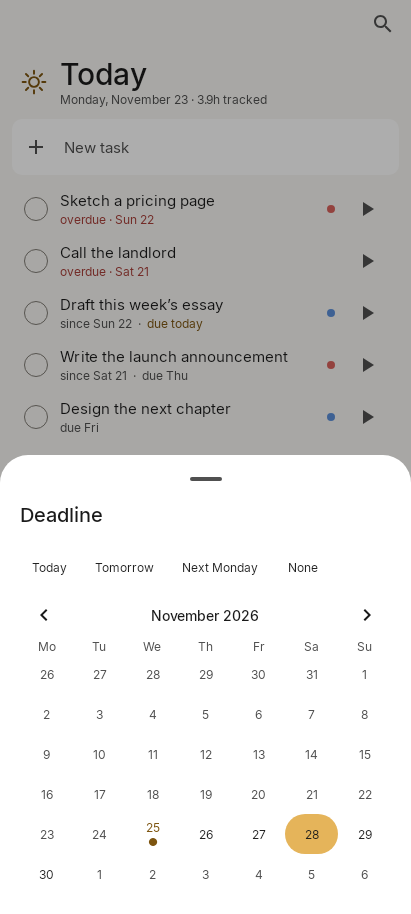 Today
Monday, November 23 · 3.9h tracked
New task
Sketch a pricing page
overdue · Sun 22
Call the landlord
overdue · Sat 21
Draft this week’s essay
since Sun 22 · due today
Write the launch announcement
since Sat 21 · due Thu
Design the next chapter
due Fri
Deadline
Today Tomorrow Next Monday None
November 2026
Mo Tu We Th Fr Sa Su
26 27 28 29 30 31 1
2 3 4 5 6 7 8
9 10 11 12 13 14 15
16 17 18 19 20 21 22
23 24 25 26 27 28 29
30 1 2 3 4 5 6